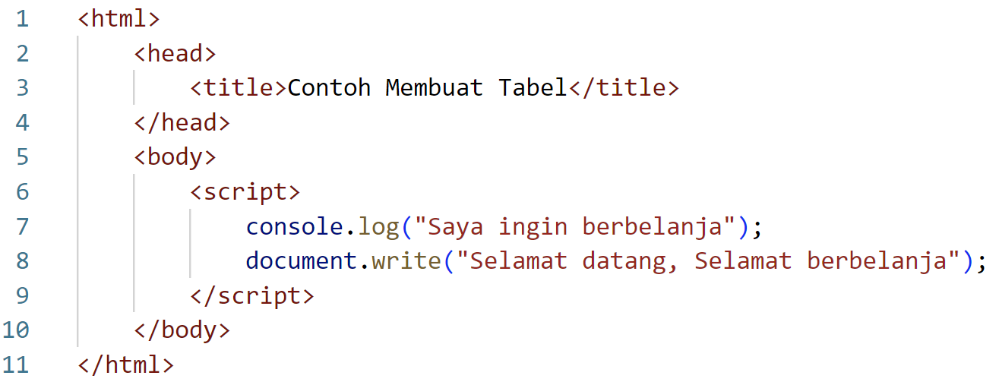 1 <html>
2 <head>
3 <title>Contoh Membuat Tabel</title>
4 </head>
5 <body>
6 <script>
7 console.log("Saya ingin berbelanja");
8 document.write("Selamat datang, Selamat berbelanja");
9 </script>
10 </body>
11 </html>